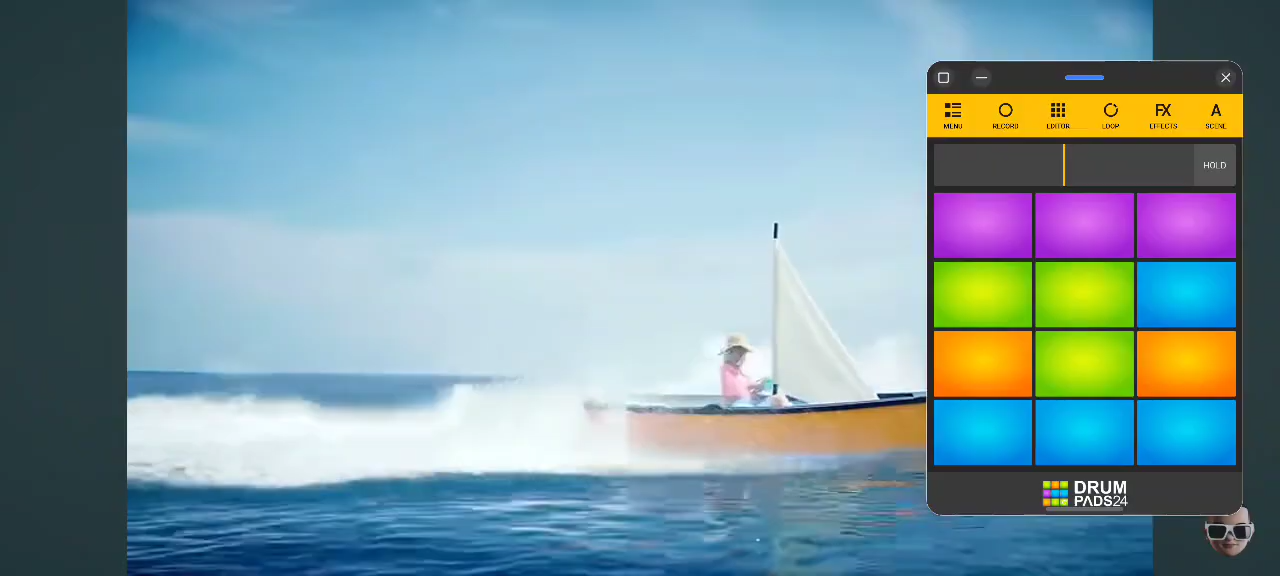 MENU RECORD EDITOR LOOP FX EFFECTS A SCENE
HOLD
DRUM
PADS24